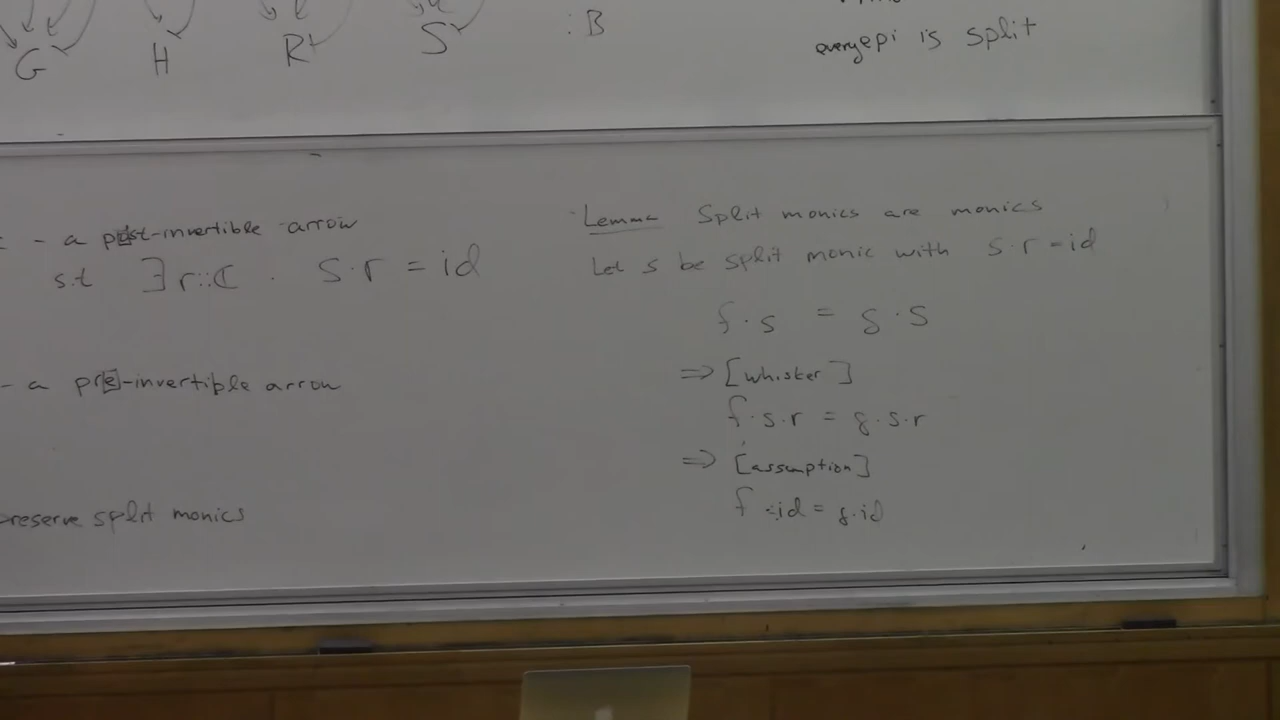 G H R S : B
every epi is split
- a post-invertible arrow
s.t ∃ r::ℂ . s·r = id
- a pre-invertible arrow
preserve split monics
Lemma Split monics are monics
Let s be split monic with s·r = id
f·s = g·s
⇒ [whisker]
f·s·r = g·s·r
⇒ [assumption]
f·id = g·id